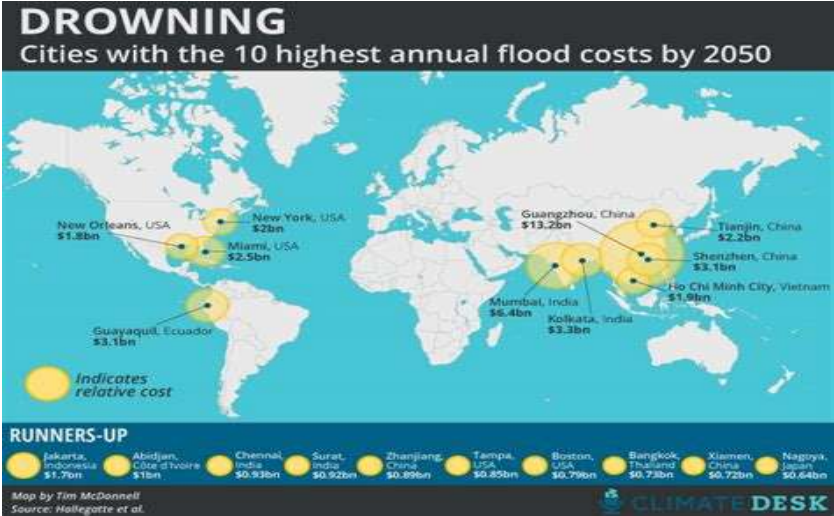 DROWNING
Cities with the 10 highest annual flood costs by 2050
New Orleans, USA
$1.8bn
New York, USA
$2bn
Miami, USA
$2.5bn
Guayaquil, Ecuador
$3.1bn
Guangzhou, China
$13.2bn
Tianjin, China
$2.2bn
Shenzhen, China
$3.1bn
Ho Chi Minh City, Vietnam
$1.9bn
Mumbai, India
$6.4bn
Kolkata, India
$3.3bn
Indicates
relative cost
RUNNERS-UP
Jakarta,
Indonesia
$1.7bn
Abidjan,
Côte d'Ivoire
$1bn
Chennai,
India
$0.93bn
Surat,
India
$0.92bn
Zhanjiang,
China
$0.89bn
Tampa,
USA
$0.85bn
Boston,
USA
$0.79bn
Bangkok,
Thailand
$0.73bn
Xiamen,
China
$0.72bn
Nagoya,
Japan
$0.64bn
Map by Tim McDonnell
Source: Hallegatte et al.
CLIMATE DESK